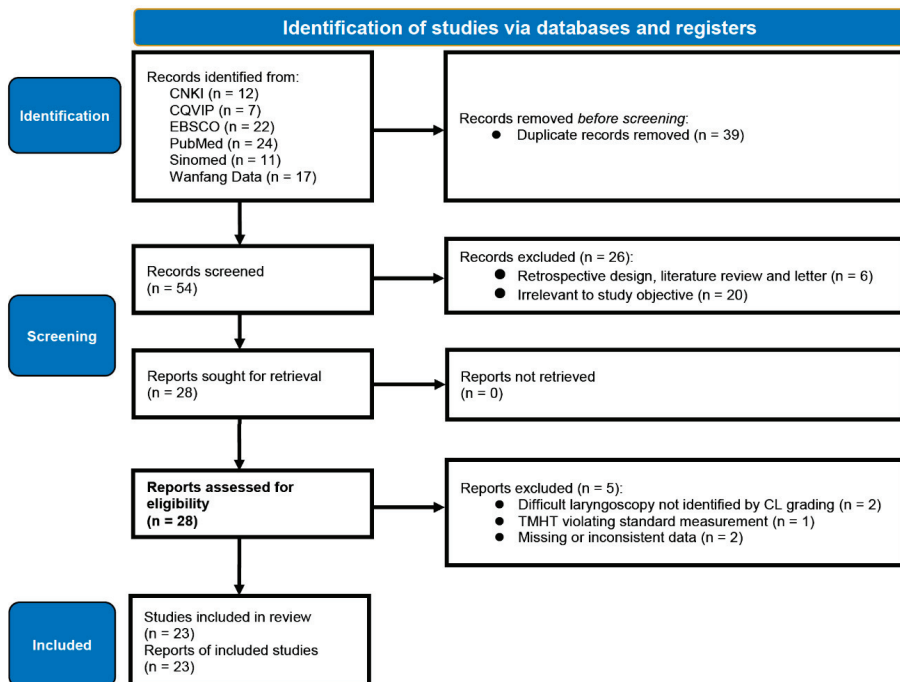 Identification of studies via databases and registers
Identification
Records identified from:
CNKI (n = 12)
CQVIP (n = 7)
EBSCO (n = 22)
PubMed (n = 24)
Sinomed (n = 11)
Wanfang Data (n = 17)
Records removed before screening:
● Duplicate records removed (n = 39)
Screening
Records screened
(n = 54)
Records excluded (n = 26):
● Retrospective design, literature review and letter (n = 6)
● Irrelevant to study objective (n = 20)
Reports sought for retrieval
(n = 28)
Reports not retrieved
(n = 0)
Reports assessed for
eligibility
(n = 28)
Reports excluded (n = 5):
● Difficult laryngoscopy not identified by CL grading (n = 2)
● TMHT violating standard measurement (n = 1)
● Missing or inconsistent data (n = 2)
Included
Studies included in review
(n = 23)
Reports of included studies
(n = 23)